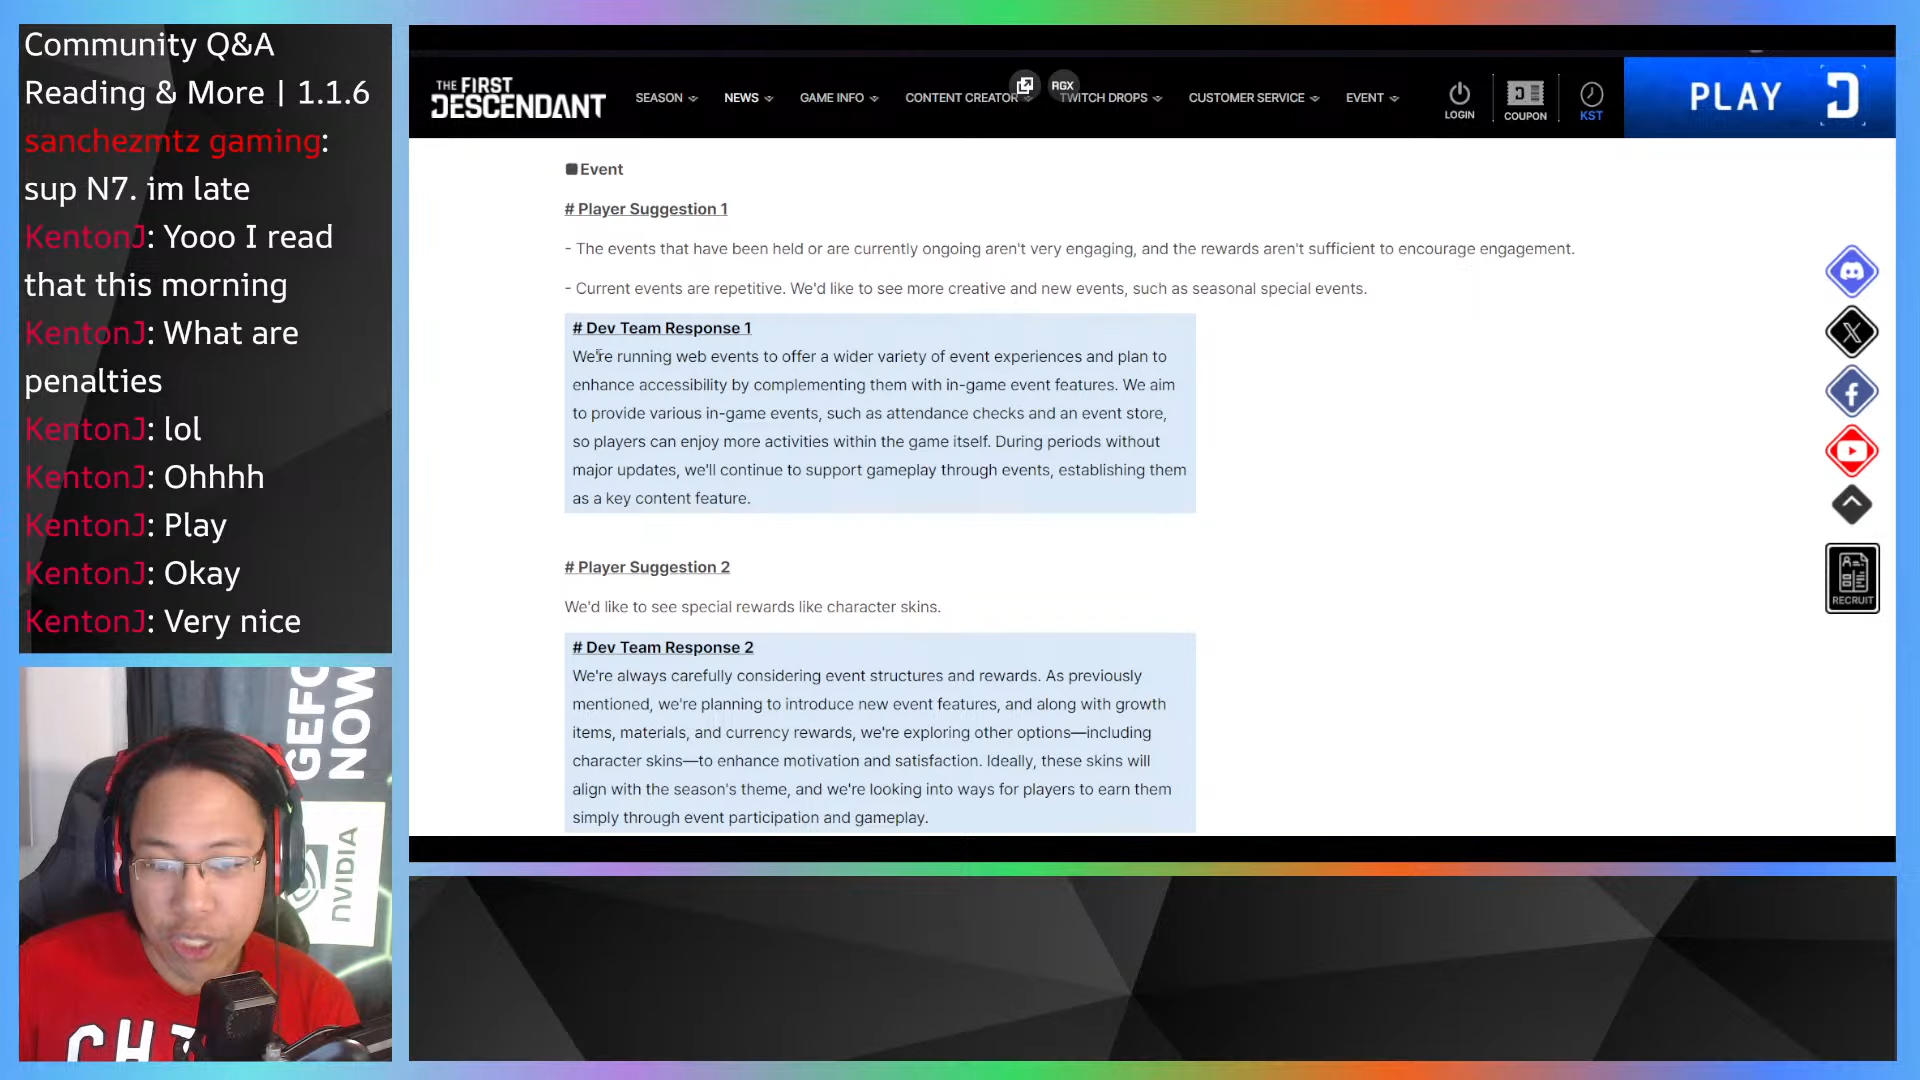 Community Q&A
Reading & More | 1.1.6
sanchezmtz gaming:
sup N7. im late
KentonJ: Yooo I read
that this morning
KentonJ: What are
penalties
KentonJ: lol
KentonJ: Ohhhh
KentonJ: Play
KentonJ: Okay
KentonJ: Very nice
THE FIRST
DESCENDANT
SEASON
NEWS
GAME INFO
CONTENT CREATOR
RGX
TWITCH DROPS
CUSTOMER SERVICE
EVENT
LOGIN
COUPON
KST
PLAY
Event
# Player Suggestion 1
- The events that have been held or are currently ongoing aren't very engaging, and the rewards aren't sufficient to encourage engagement.
- Current events are repetitive. We'd like to see more creative and new events, such as seasonal special events.
# Dev Team Response 1
We're running web events to offer a wider variety of event experiences and plan to
enhance accessibility by complementing them with in-game event features. We aim
to provide various in-game events, such as attendance checks and an event store,
so players can enjoy more activities within the game itself. During periods without
major updates, we'll continue to support gameplay through events, establishing them
as a key content feature.
# Player Suggestion 2
We'd like to see special rewards like character skins.
# Dev Team Response 2
We're always carefully considering event structures and rewards. As previously
mentioned, we're planning to introduce new event features, and along with growth
items, materials, and currency rewards, we're exploring other options—including
character skins—to enhance motivation and satisfaction. Ideally, these skins will
align with the season's theme, and we're looking into ways for players to earn them
simply through event participation and gameplay.
RECRUIT
GEFO
NOW
NVIDIA